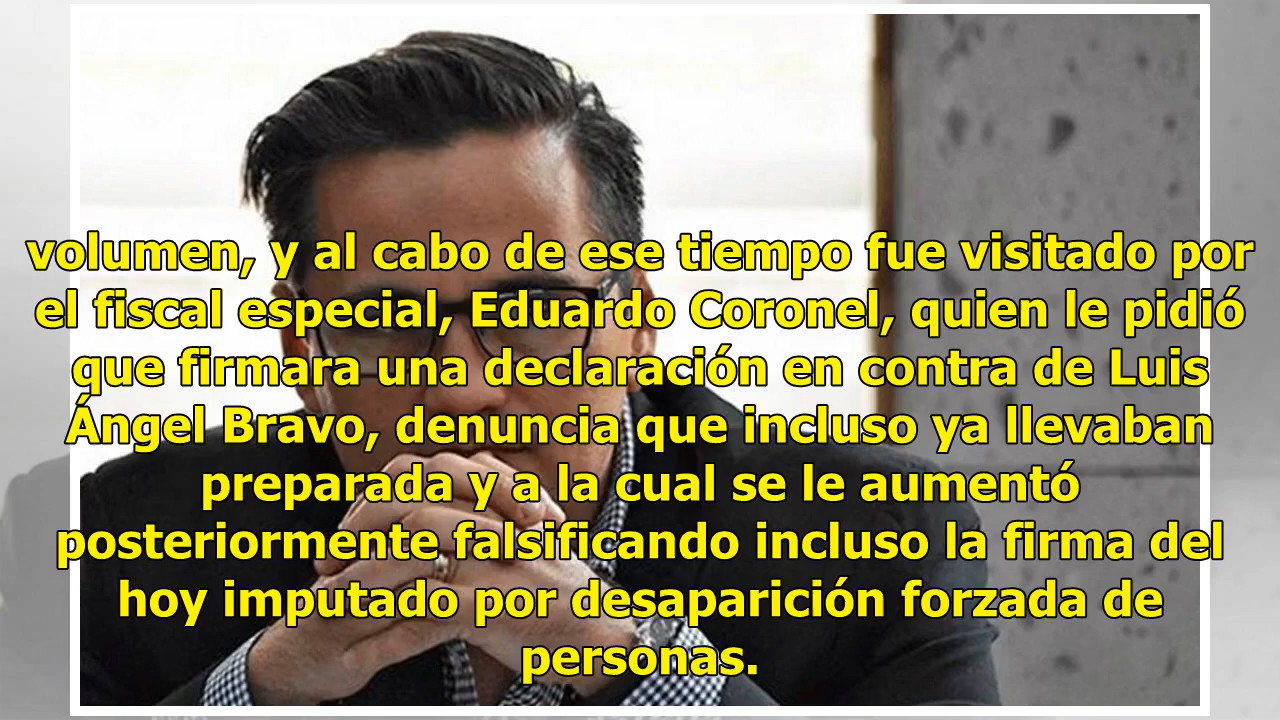 volumen, y al cabo de ese tiempo fue visitado por
el fiscal especial, Eduardo Coronel, quien le pidió
que firmara una declaración en contra de Luis
Ángel Bravo, denuncia que incluso ya llevaban
preparada y a la cual se le aumentó
posteriormente falsificando incluso la firma del
hoy imputado por desaparición forzada de
personas.